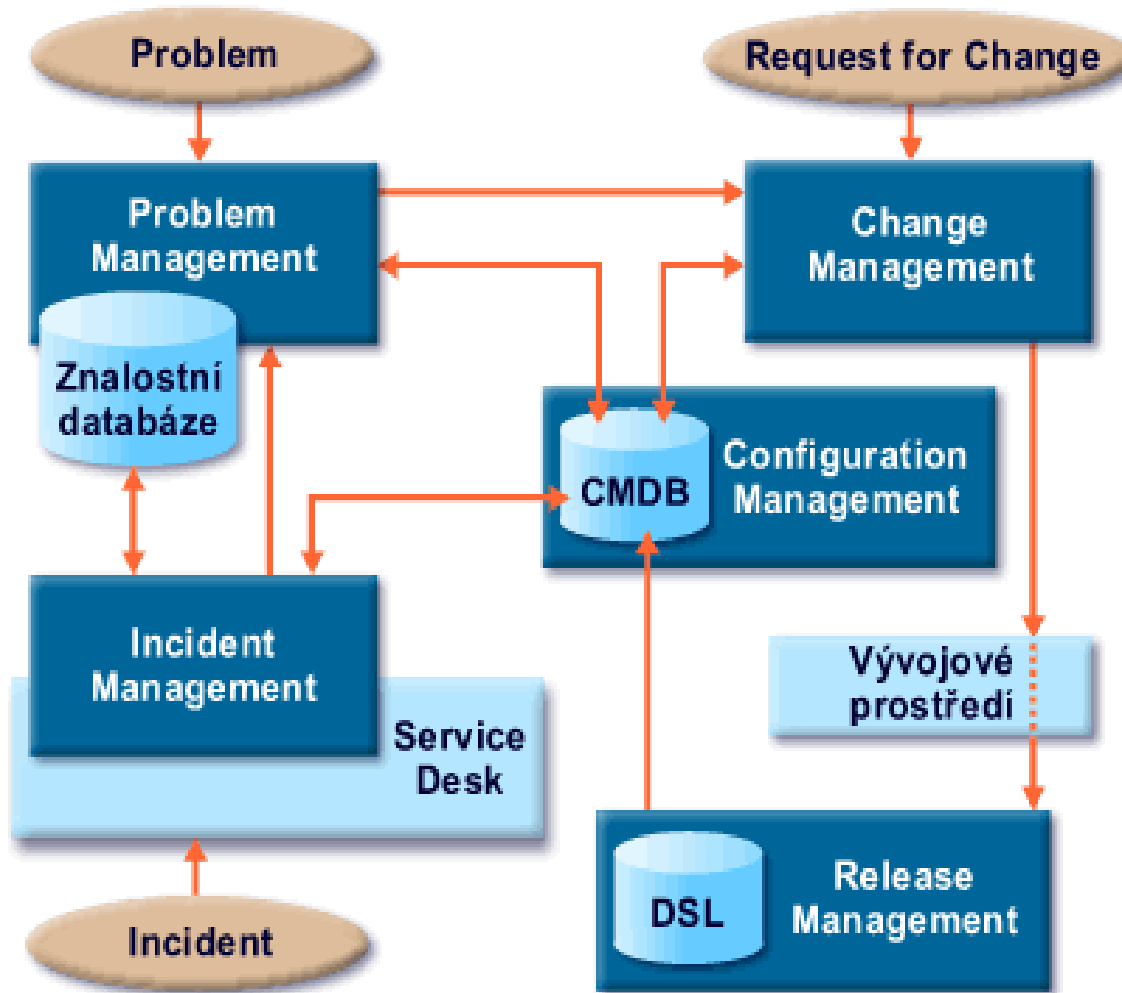 Problem
Request for Change
Problem
Management
Change
Management
Znalostní
databáze
CMDB
Configuration
Management
Incident
Management
Service
Desk
Vývojové
prostředí
DSL
Release
Management
Incident